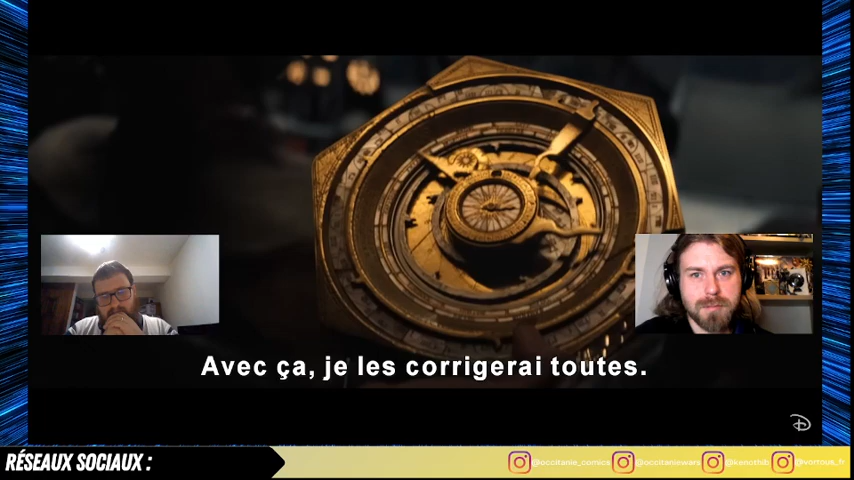 Avec ça, je les corrigerai toutes.
RÉSEAUX SOCIAUX :
@occitanie_comics @occitaniewars @kenothib @vortous_fr